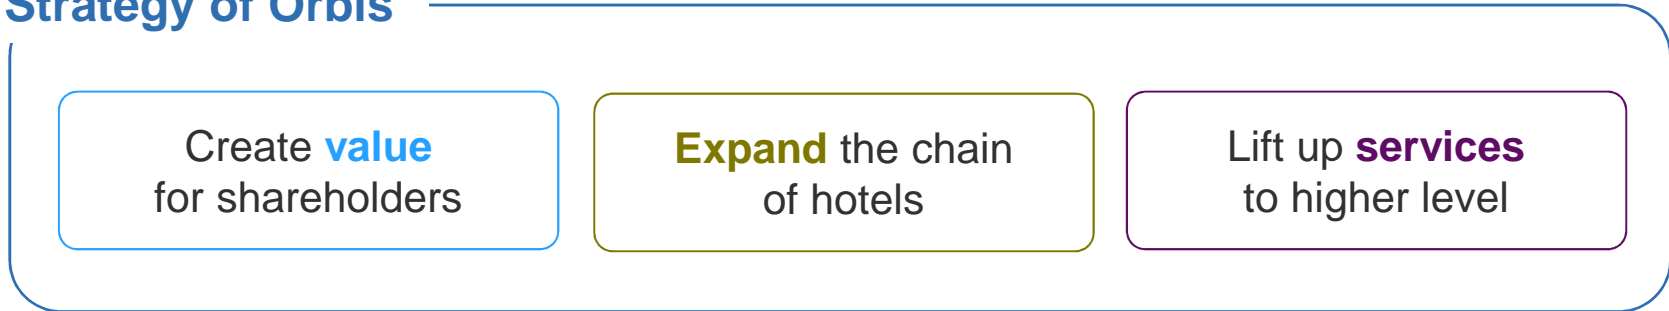 Strategy of Orbis
Create value
for shareholders
Expand the chain
of hotels
Lift up services
to higher level